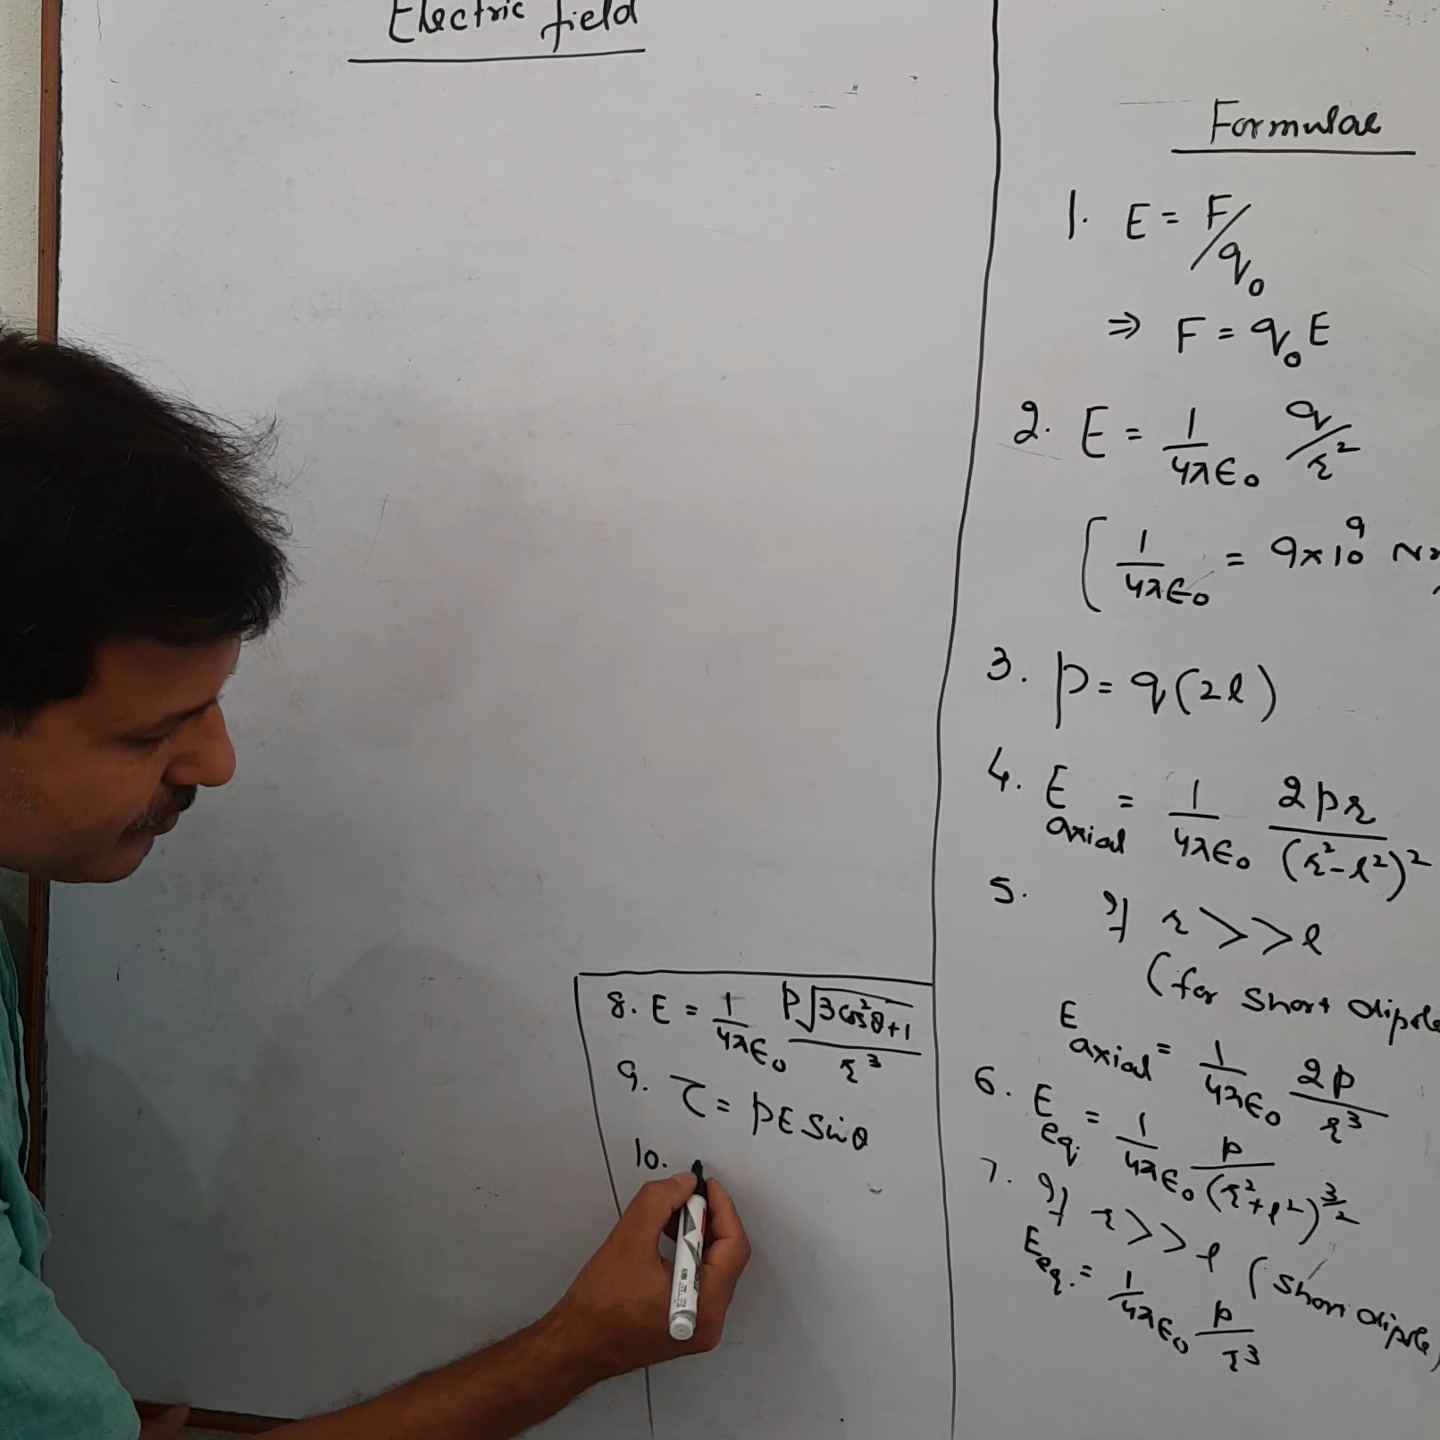 Electric field
Formulae
1. E = F/q₀
⇒ F = q₀E
2. E = 1/4πε₀ q/r²
[ 1/4πε₀ = 9×10⁹
3. p = q(2l)
4. E axial = 1/4πε₀ 2pr/(r²-l²)²
5. If r >> l
(for short dipole
E axial = 1/4πε₀ 2p/r³
6. E eq. = 1/4πε₀ p/(r²+l²)^3/2
7. If r >> l (short dipole)
E eq. = 1/4πε₀ p/r³
8. E = 1/4πε₀ p√3cos²θ+1/r³
9. τ = pE sinθ
10.